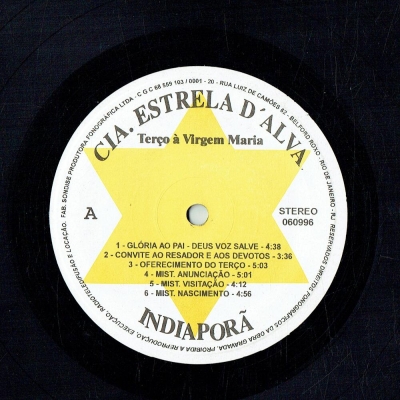 FAB. SONDISE PRODUTORA FONOGRÁFICA LTDA - C G C 68 555 103 / 0001 - 20 - RUA LUIZ DE CAMÕES 82 - BELFORD ROXO - RIO DE JANEIRO - RJ. RESERVADOS DIREITOS FONOGRÁFICOS DA OBRA GRAVADA. PROIBIDA A REPRODUÇÃO, EXECUÇÃO, RADIOTELEDIFUSÃO E LOCAÇÃO.
CIA. ESTRELA D´ALVA
Terço à Virgem Maria
A
STEREO
060996
1 - GLÓRIA AO PAI - DEUS VOZ SALVE - 4:38
2 - CONVITE AO RESADOR E AOS DEVOTOS - 3:36
3 - OFERECIMENTO DO TERÇO - 5:03
4 - MIST. ANUNCIAÇÃO - 5:01
5 - MIST. VISITAÇÃO - 4:12
6 - MIST. NASCIMENTO - 4:56
INDIAPORÃ